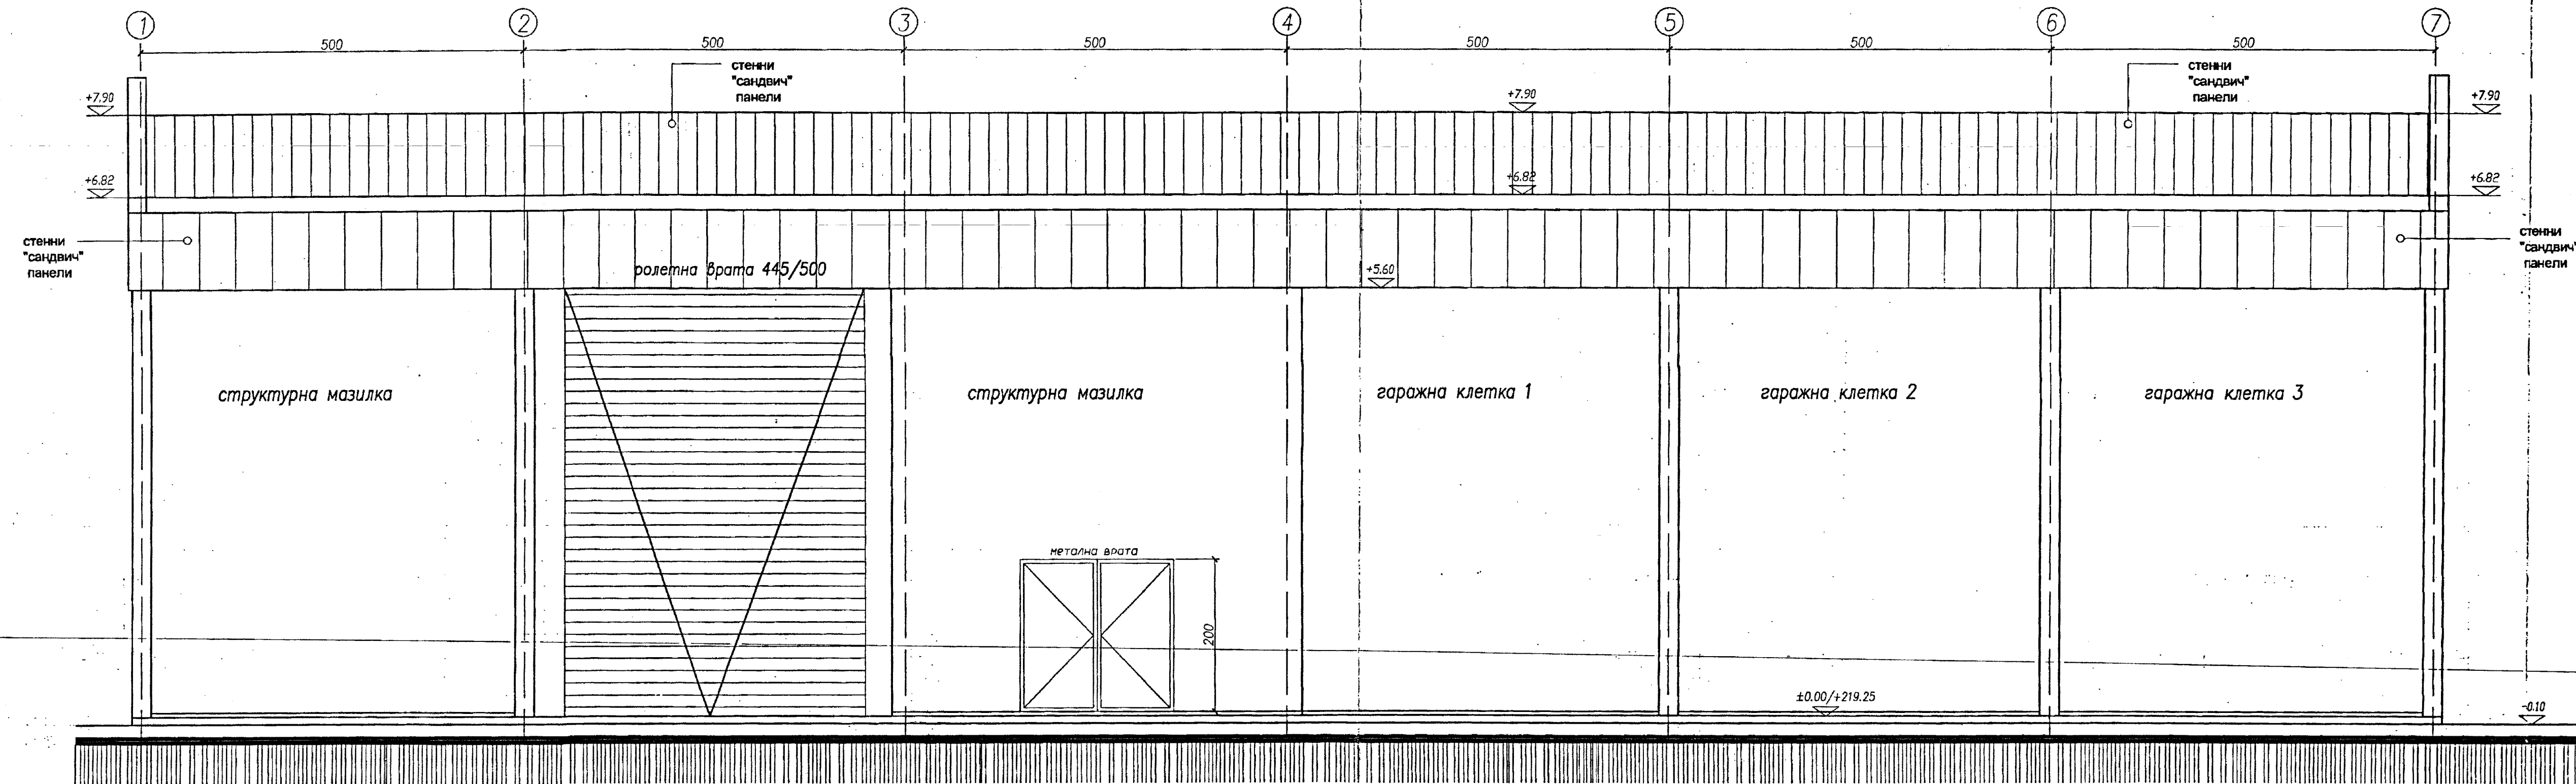 1 2 3 4 5 6 7
500 500 500 500 500 500
стенни
"сандвич"
панели
стенни
"сандвич"
панели
+7.90
+7.90
+7.90
+6.82
+6.82
+6.82
стенни
"сандвич"
панели
стенни
"сандвич"
панели
ролетна врата 445/500
+5.60
структурна мазилка
структурна мазилка
гаражна клетка 1
гаражна клетка 2
гаражна клетка 3
метална врата
200
±0.00/+219.25
-0.10